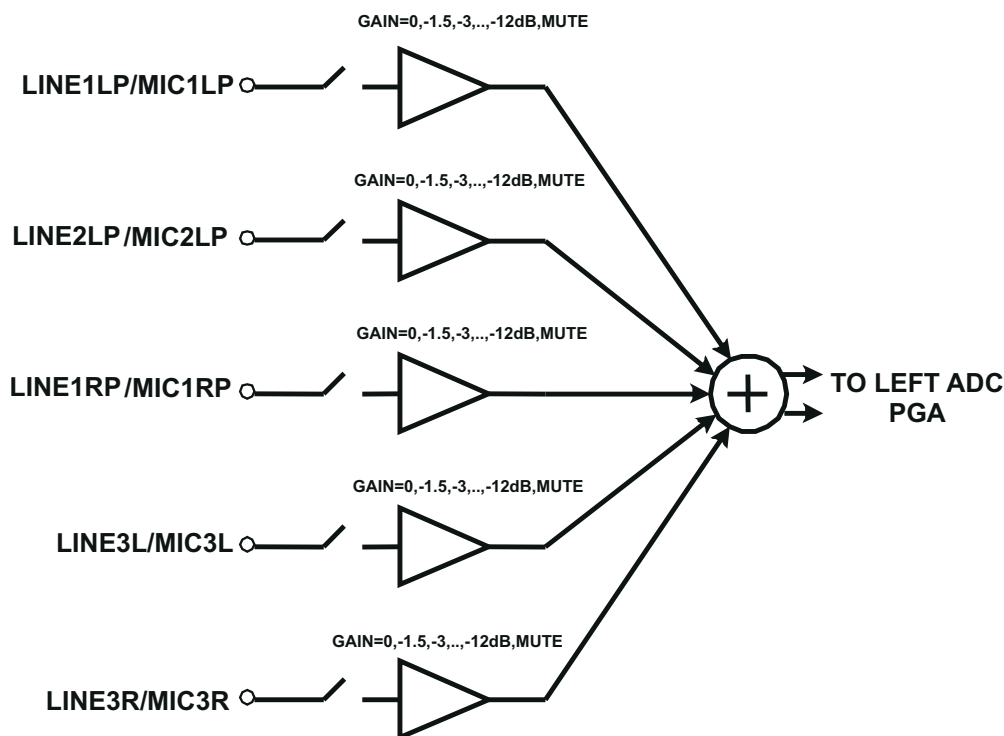 GAIN=0,-1.5,-3,..,-12dB,MUTE
LINE1LP/MIC1LP
GAIN=0,-1.5,-3,..,-12dB,MUTE
LINE2LP/MIC2LP
GAIN=0,-1.5,-3,..,-12dB,MUTE
LINE1RP/MIC1RP
TO LEFT ADC
PGA
GAIN=0,-1.5,-3,..,-12dB,MUTE
LINE3L/MIC3L
GAIN=0,-1.5,-3,..,-12dB,MUTE
LINE3R/MIC3R